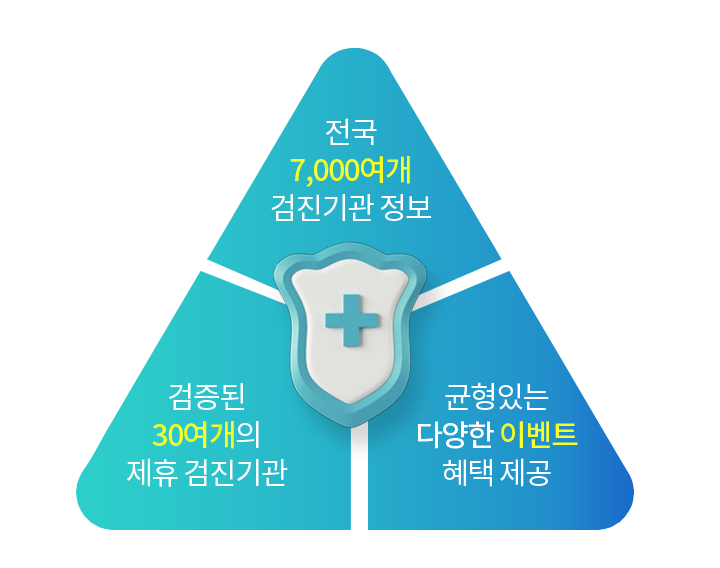 전국
7,000여개
검진기관 정보
검증된
30여개의
제휴 검진기관
균형있는
다양한 이벤트
혜택 제공